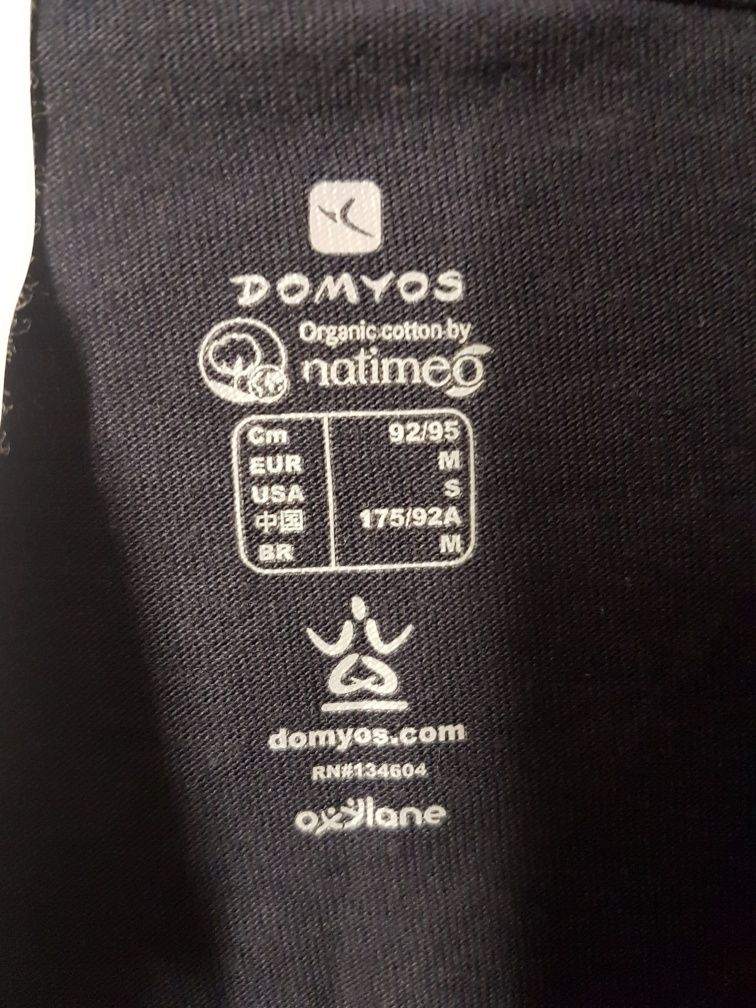 DOMYOS
Organic cotton by
natimeo
Cm 92/95
EUR M
USA S
中国 175/92A
BR M
domyos.com
RN#134604
oxylane